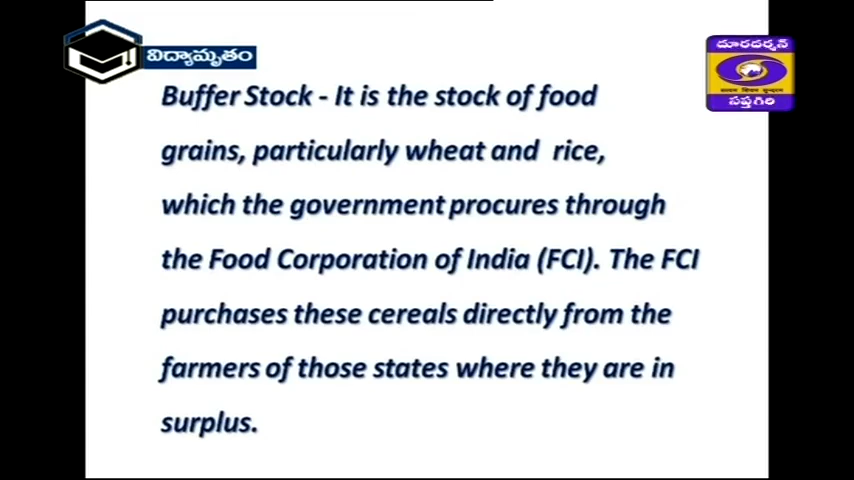 విద్యామృతం
దూరదర్శన్
సప్తగిరి
Buffer Stock - It is the stock of food
grains, particularly wheat and rice,
which the government procures through
the Food Corporation of India (FCI). The FCI
purchases these cereals directly from the
farmers of those states where they are in
surplus.